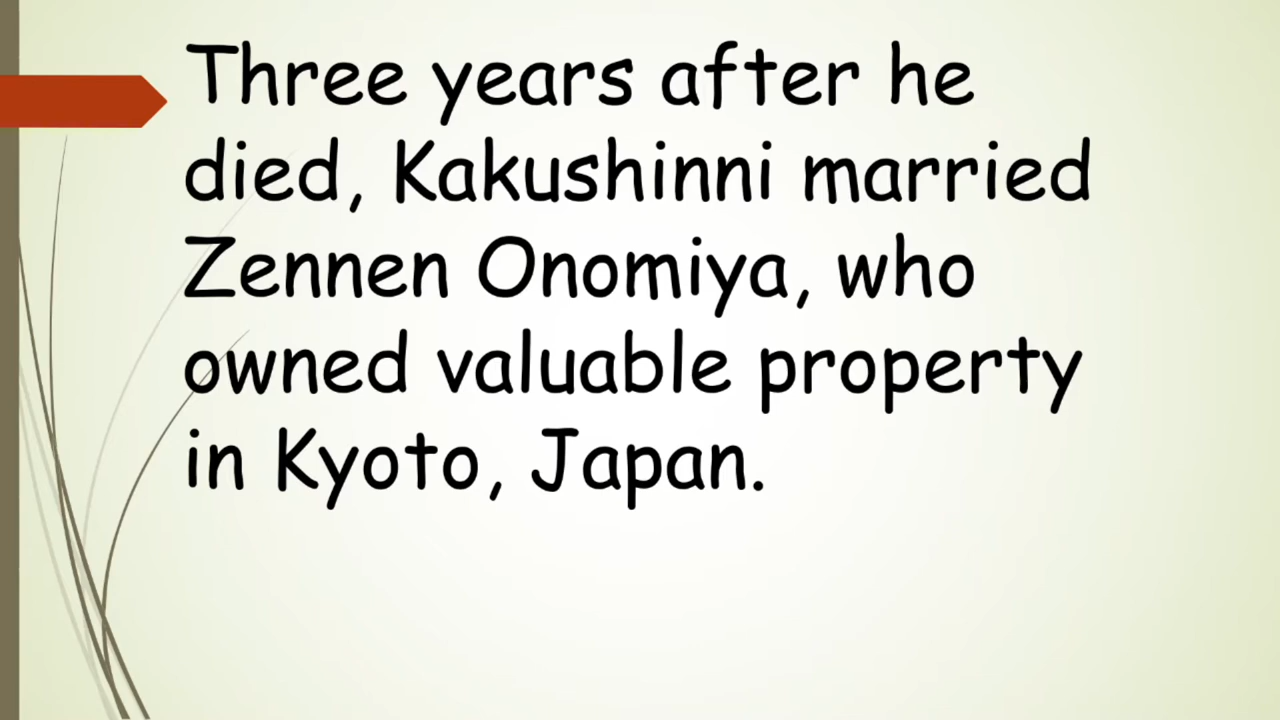 Three years after he
died, Kakushinni married
Zennen Onomiya, who
owned valuable property
in Kyoto, Japan.